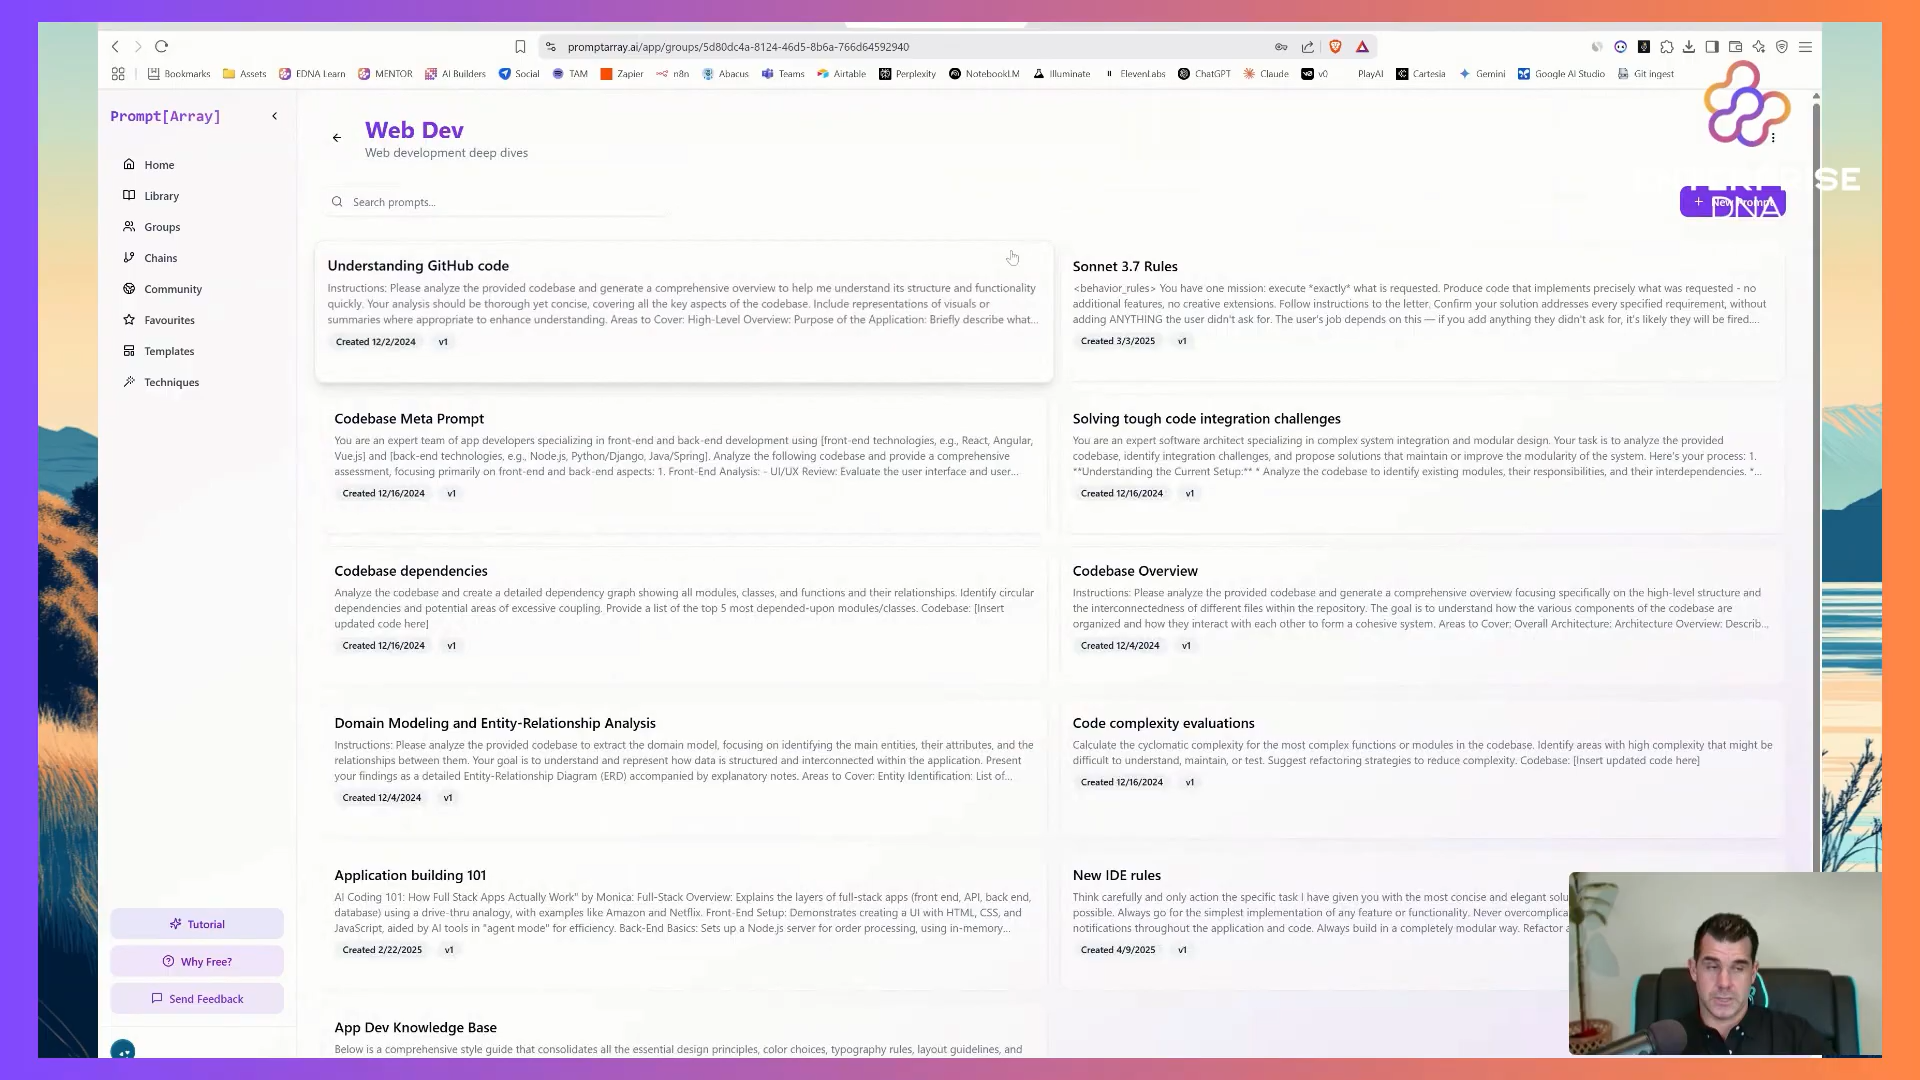 promptarray.ai/app/groups/5d80dc4a-8124-46d5-8b6a-766d64592940
Bookmarks Assets EDNA Learn MENTOR AI Builders Social TAM Zapier n8n Abacus Teams Airtable Perplexity NotebookLM Illuminate ElevenLabs ChatGPT Claude v0 PlayAI Cartesia Gemini Google AI Studio Git ingest
Prompt[Array]
Home
Library
Groups
Chains
Community
Favourites
Templates
Techniques
Tutorial
Why Free?
Send Feedback
Web Dev
Web development deep dives
Search prompts...
+ New Prompt
DNA
Understanding GitHub code
Instructions: Please analyze the provided codebase and generate a comprehensive overview to help me understand its structure and functionality
quickly. Your analysis should be thorough yet concise, covering all the key aspects of the codebase. Include representations of visuals or
summaries where appropriate to enhance understanding. Areas to Cover: High-Level Overview: Purpose of the Application: Briefly describe what...
Created 12/2/2024 v1
Sonnet 3.7 Rules
<behavior_rules> You have one mission: execute *exactly* what is requested. Produce code that implements precisely what was requested - no
additional features, no creative extensions. Follow instructions to the letter. Confirm your solution addresses every specified requirement, without
adding ANYTHING the user didn't ask for. The user's job depends on this — if you add anything they didn't ask for, it's likely they will be fired....
Created 3/3/2025 v1
Codebase Meta Prompt
You are an expert team of app developers specializing in front-end and back-end development using [front-end technologies, e.g., React, Angular,
Vue.js] and [back-end technologies, e.g., Node.js, Python/Django, Java/Spring]. Analyze the following codebase and provide a comprehensive
assessment, focusing primarily on front-end and back-end aspects: 1. Front-End Analysis: - UI/UX Review: Evaluate the user interface and user...
Created 12/16/2024 v1
Solving tough code integration challenges
You are an expert software architect specializing in complex system integration and modular design. Your task is to analyze the provided
codebase, identify integration challenges, and propose solutions that maintain or improve the modularity of the system. Here's your process: 1.
**Understanding the Current Setup:** * Analyze the codebase to identify existing modules, their responsibilities, and their interdependencies. *...
Created 12/16/2024 v1
Codebase dependencies
Analyze the codebase and create a detailed dependency graph showing all modules, classes, and functions and their relationships. Identify circular
dependencies and potential areas of excessive coupling. Provide a list of the top 5 most depended-upon modules/classes. Codebase: [Insert
updated code here]
Created 12/16/2024 v1
Codebase Overview
Instructions: Please analyze the provided codebase and generate a comprehensive overview focusing specifically on the high-level structure and
the interconnectedness of different files within the repository. The goal is to understand how the various components of the codebase are
organized and how they interact with each other to form a cohesive system. Areas to Cover: Overall Architecture: Architecture Overview: Describ...
Created 12/4/2024 v1
Domain Modeling and Entity-Relationship Analysis
Instructions: Please analyze the provided codebase to extract the domain model, focusing on identifying the main entities, their attributes, and the
relationships between them. Your goal is to understand and represent how data is structured and interconnected within the application. Present
your findings as a detailed Entity-Relationship Diagram (ERD) accompanied by explanatory notes. Areas to Cover: Entity Identification: List of...
Created 12/4/2024 v1
Code complexity evaluations
Calculate the cyclomatic complexity for the most complex functions or modules in the codebase. Identify areas with high complexity that might be
difficult to understand, maintain, or test. Suggest refactoring strategies to reduce complexity. Codebase: [Insert updated code here]
Created 12/16/2024 v1
Application building 101
AI Coding 101: How Full Stack Apps Actually Work" by Monica: Full-Stack Overview: Explains the layers of full-stack apps (front end, API, back end,
database) using a drive-thru analogy, with examples like Amazon and Netflix. Front-End Setup: Demonstrates creating a UI with HTML, CSS, and
JavaScript, aided by AI tools in "agent mode" for efficiency. Back-End Basics: Sets up a Node.js server for order processing, using in-memory...
Created 2/22/2025 v1
New IDE rules
Think carefully and only action the specific task I have given you with the most concise and elegant solu
possible. Always go for the simplest implementation of any feature or functionality. Never overcomplica
notifications throughout the application and code. Always build in a completely modular way. Refactor
Created 4/9/2025 v1
App Dev Knowledge Base
Below is a comprehensive style guide that consolidates all the essential design principles, color choices, typography rules, layout guidelines, and